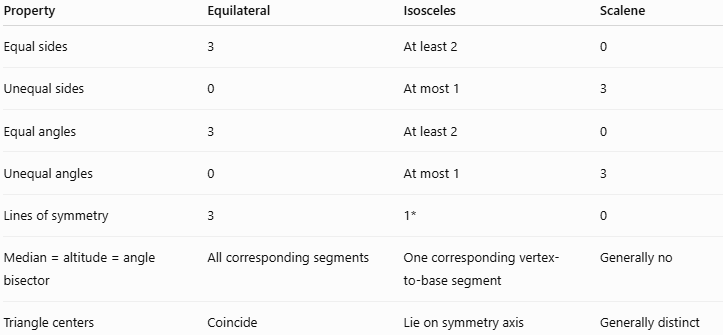 Property Equilateral Isosceles Scalene
Equal sides 3 At least 2 0
Unequal sides 0 At most 1 3
Equal angles 3 At least 2 0
Unequal angles 0 At most 1 3
Lines of symmetry 3 1* 0
Median = altitude = angle All corresponding segments One corresponding vertex- Generally no
bisector to-base segment
Triangle centers Coincide Lie on symmetry axis Generally distinct